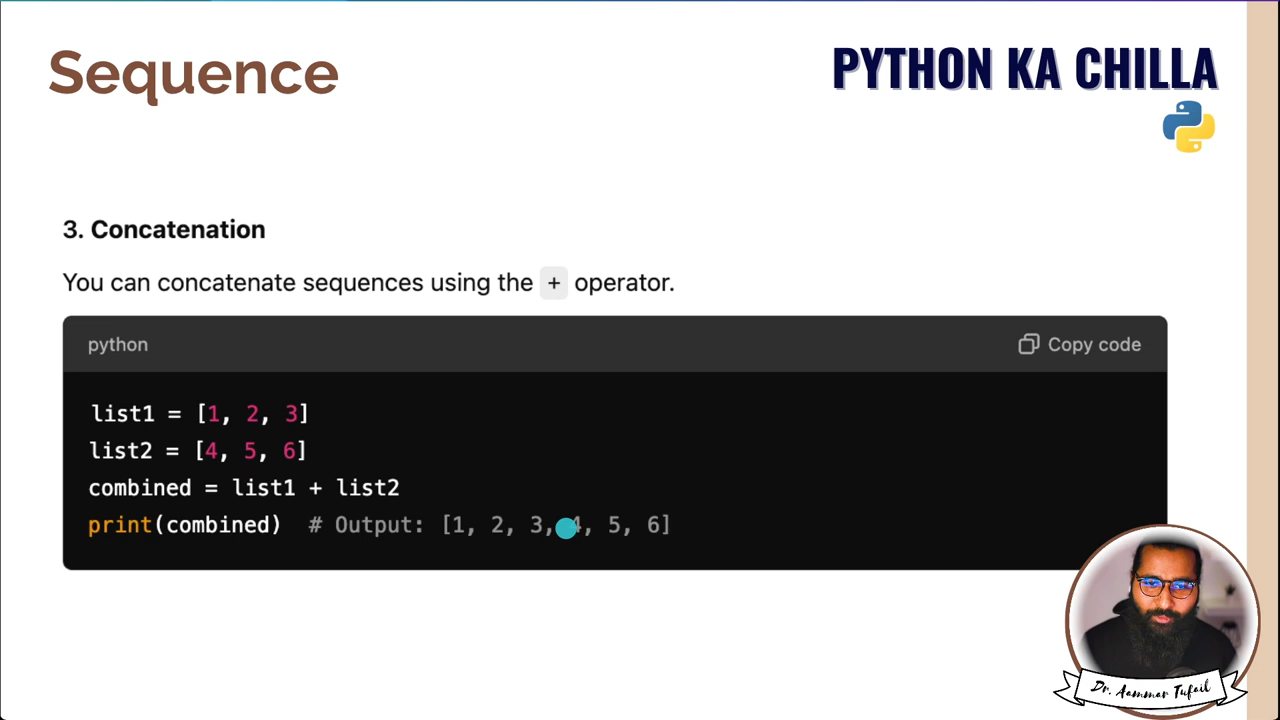 Sequence
PYTHON KA CHILLA
3. Concatenation
You can concatenate sequences using the + operator.
python
Copy code
list1 = [1, 2, 3]
list2 = [4, 5, 6]
combined = list1 + list2
print(combined)  # Output: [1, 2, 3, 4, 5, 6]
Dr. Aammar Tufail